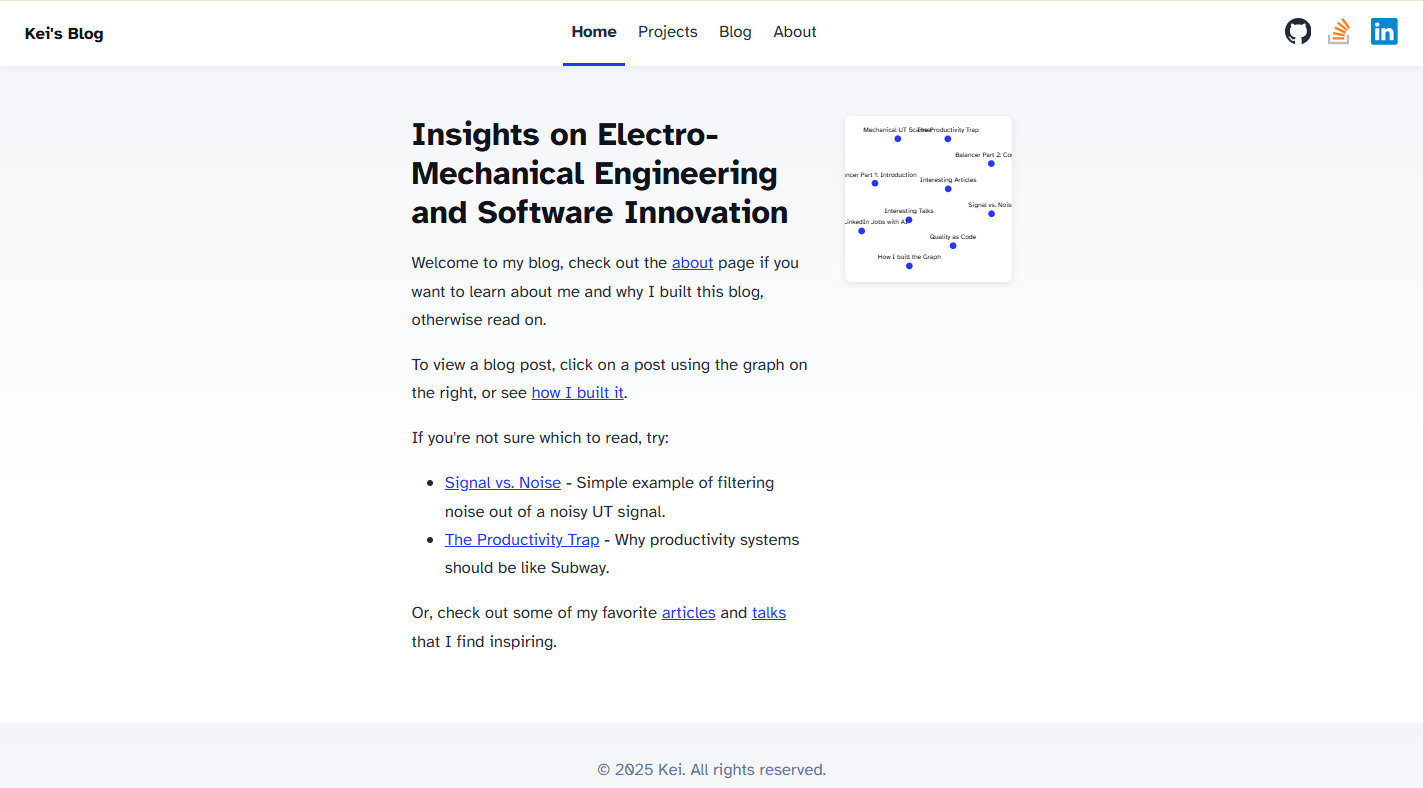 Kei's Blog
Home
Projects
Blog
About
in
Insights on Electro-
Mechanical Engineering
and Software Innovation
Welcome to my blog, check out the about page if you
want to learn about me and why I built this blog,
otherwise read on.
To view a blog post, click on a post using the graph on
the right, or see how I built it.
If you're not sure which to read, try:
Signal vs. Noise - Simple example of filtering
noise out of a noisy UT signal.
The Productivity Trap - Why productivity systems
should be like Subway.
Or, check out some of my favorite articles and talks
that I find inspiring.
Mechanical UT
The Productivity Trap
Balancer Part 2. Co
ncer Part 1. Introduction
Interesting Articles
Signal vs. Nois
Interesting Talks
LinkedIn Jobs with AI
Quality as Code
How I built the Graph
© 2025 Kei. All rights reserved.